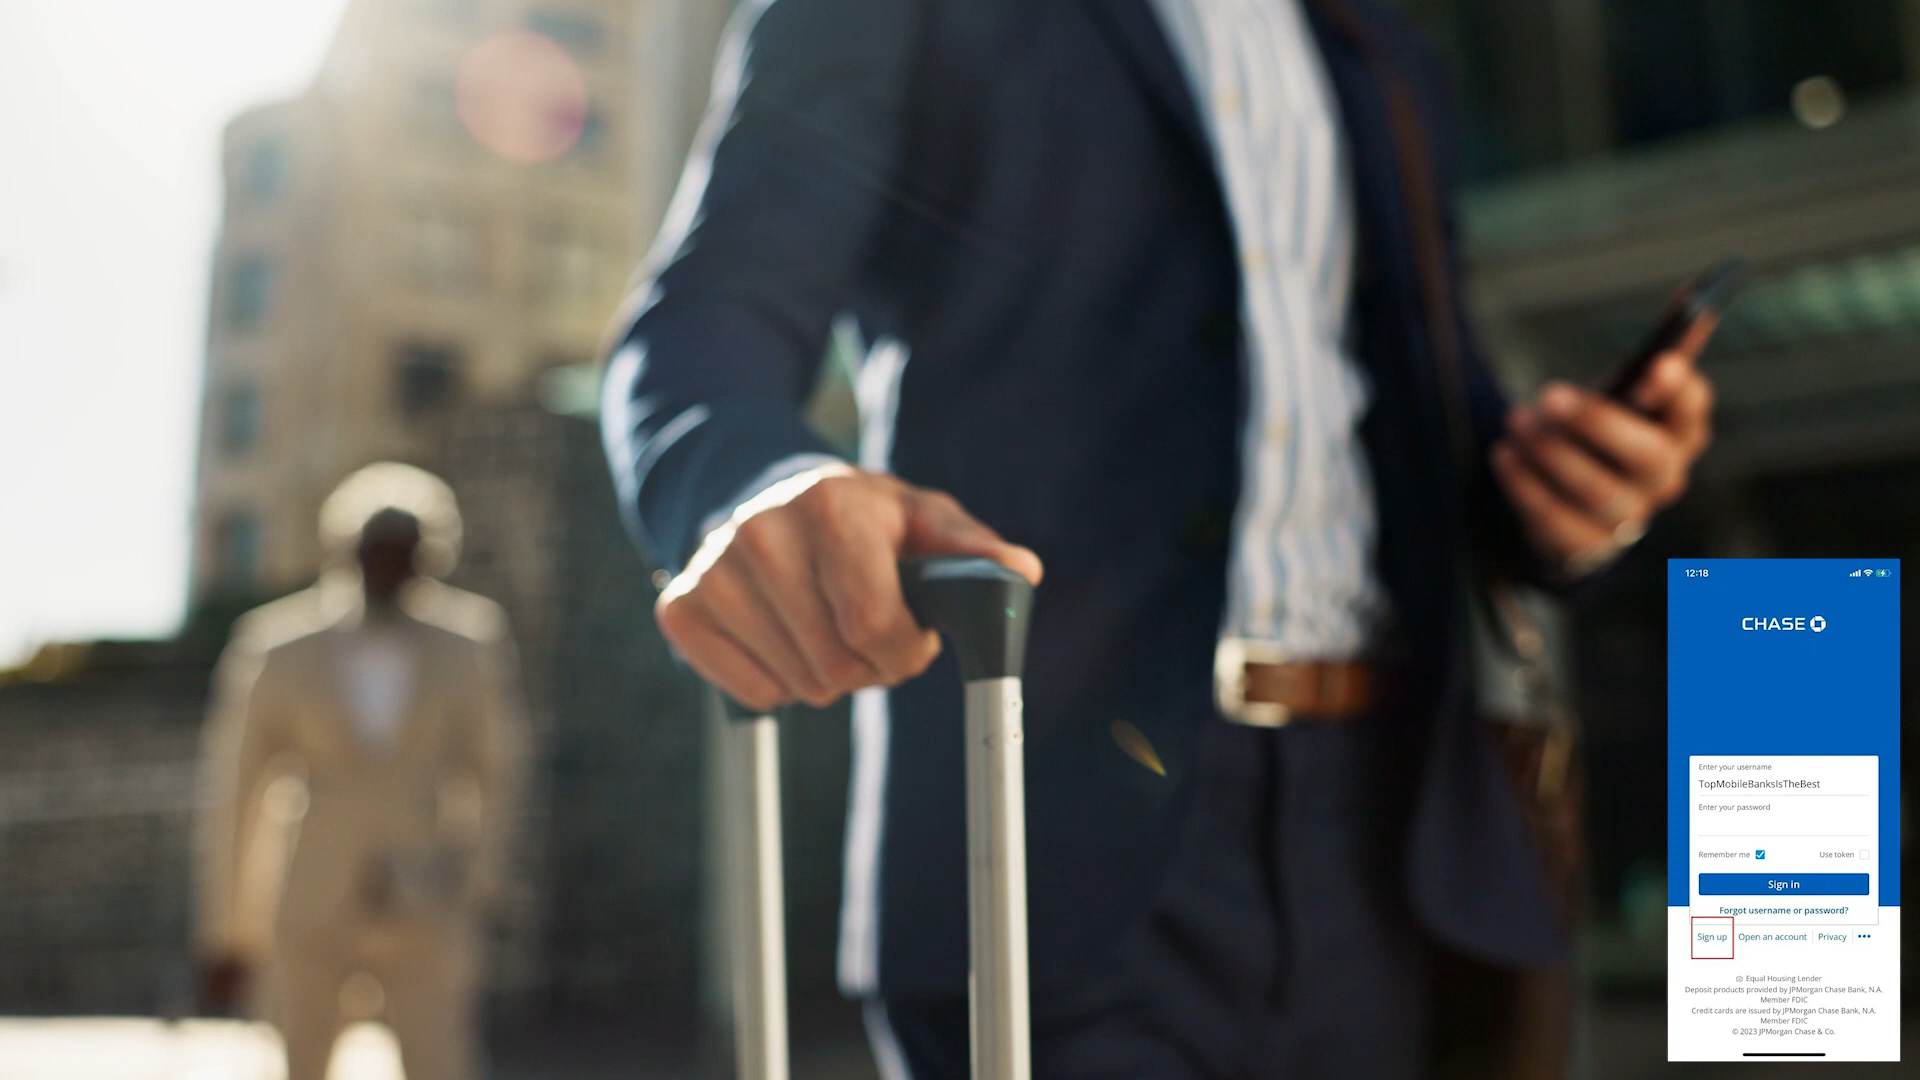 12:18
CHASE
Enter your username
TopMobileBanksIsTheBest
Enter your password
Remember me Use token
Sign in
Forgot username or password?
Sign up Open an account Privacy •••
Equal Housing Lender
Deposit products provided by JPMorgan Chase Bank, N.A.
Member FDIC
Credit cards are issued by JPMorgan Chase Bank, N.A.
Member FDIC
© 2023 JPMorgan Chase & Co.